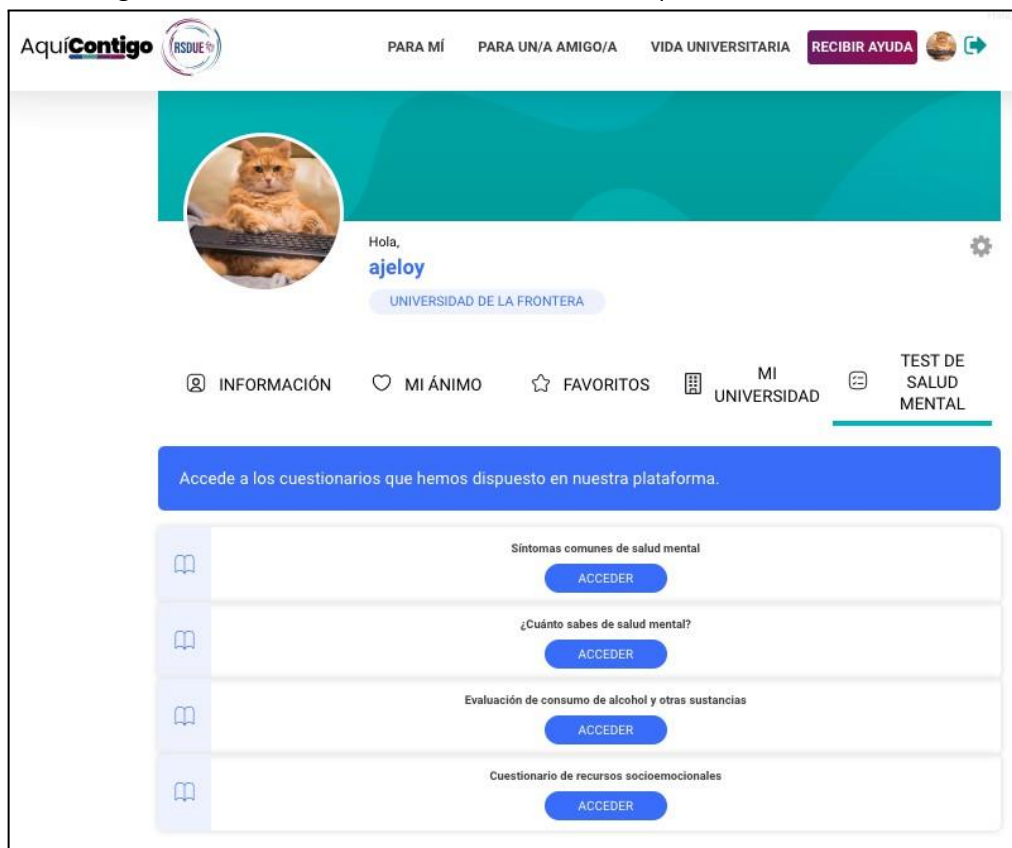 AquíContigo
RSDUE
PARA MÍ
PARA UN/A AMIGO/A
VIDA UNIVERSITARIA
RECIBIR AYUDA
Hola,
ajeloy
UNIVERSIDAD DE LA FRONTERA
INFORMACIÓN
MI ÁNIMO
FAVORITOS
MI
UNIVERSIDAD
TEST DE
SALUD
MENTAL
Accede a los cuestionarios que hemos dispuesto en nuestra plataforma.
Síntomas comunes de salud mental
ACCEDER
¿Cuánto sabes de salud mental?
ACCEDER
Evaluación de consumo de alcohol y otras sustancias
ACCEDER
Cuestionario de recursos socioemocionales
ACCEDER